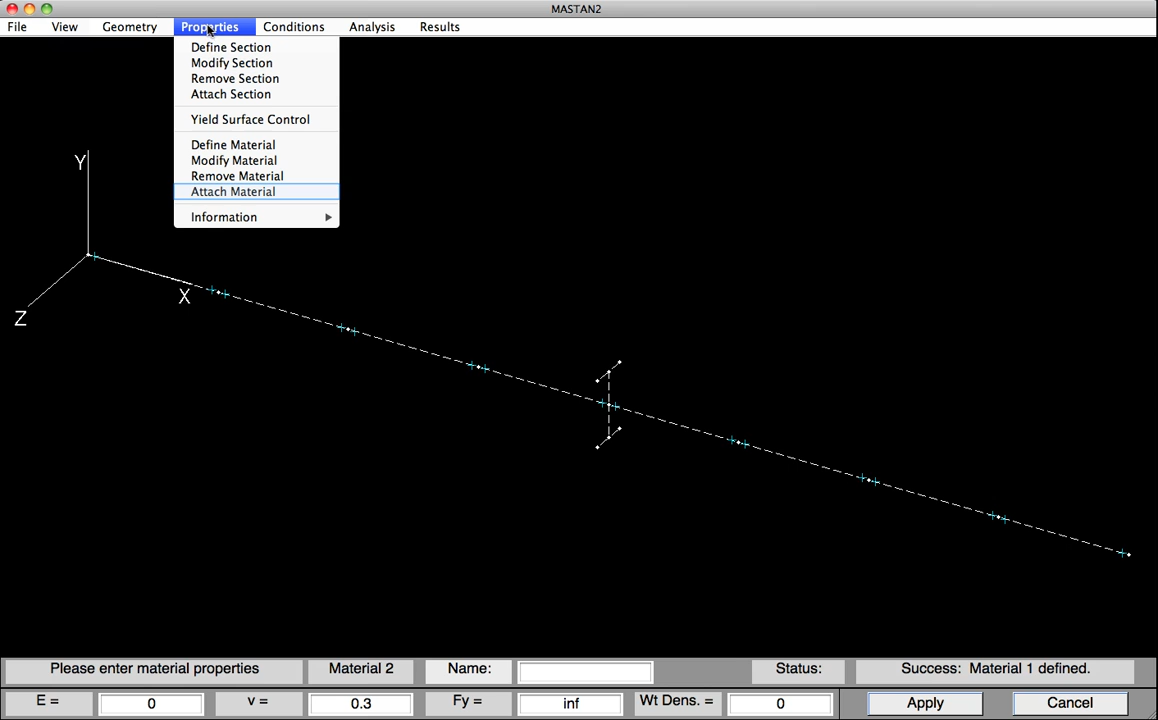 MASTAN2
File View Geometry Properties Conditions Analysis Results
Define Section
Modify Section
Remove Section
Attach Section
Yield Surface Control
Define Material
Modify Material
Remove Material
Attach Material
Information
Y
X
Z
Please enter material properties Material 2 Name: Status: Success: Material 1 defined.
E = 0 v = 0.3 Fy = inf Wt Dens. = 0 Apply Cancel